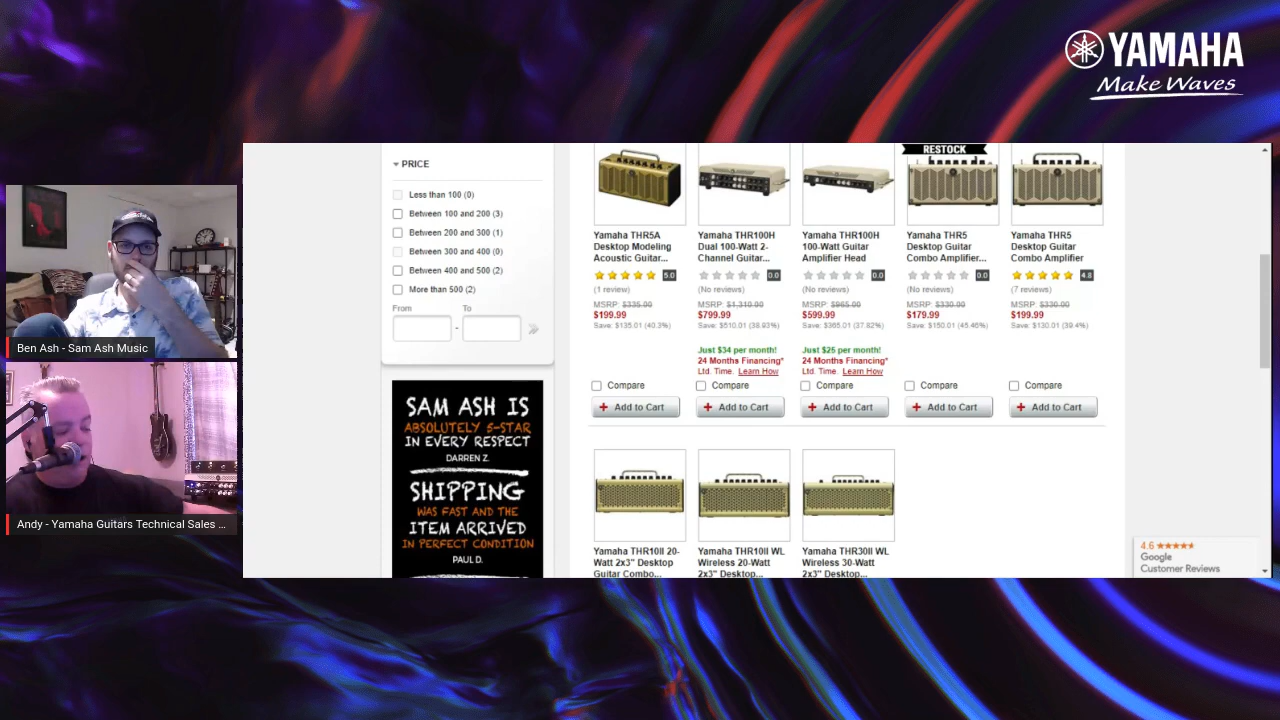 YAMAHA
Make Waves
PRICE
Less than 100 (0)
Between 100 and 200 (3)
Between 200 and 300 (1)
Between 300 and 400 (0)
Between 400 and 500 (2)
More than 500 (2)
From To
-
RESTOCK
Yamaha THR5A
Desktop Modeling
Acoustic Guitar...
5.0
(1 review)
MSRP: $335.00
$199.99
Save: $135.01 (40.3%)
Compare
Add to Cart
Yamaha THR100H
Dual 100-Watt 2-
Channel Guitar...
0.0
(No reviews)
MSRP: $1,310.00
$799.99
Save: $510.01 (38.93%)
Just $34 per month!
24 Months Financing*
Ltd. Time. Learn How
Compare
Add to Cart
Yamaha THR100H
100-Watt Guitar
Amplifier Head
0.0
(No reviews)
MSRP: $965.00
$599.99
Save: $365.01 (37.82%)
Just $25 per month!
24 Months Financing*
Ltd. Time. Learn How
Compare
Add to Cart
Yamaha THR5
Desktop Guitar
Combo Amplifier...
0.0
(No reviews)
MSRP: $330.00
$179.99
Save: $150.01 (45.46%)
Compare
Add to Cart
Yamaha THR5
Desktop Guitar
Combo Amplifier
4.8
(7 reviews)
MSRP: $330.00
$199.99
Save: $130.01 (39.4%)
Compare
Add to Cart
Ben Ash - Sam Ash Music
Andy - Yamaha Guitars Technical Sales ...
SAM ASH IS
ABSOLUTELY 5-STAR
IN EVERY RESPECT
DARREN Z.
SHIPPING
WAS FAST AND THE
ITEM ARRIVED
IN PERFECT CONDITION
PAUL D.
Yamaha THR10II 20-
Watt 2x3" Desktop
Guitar Combo...
Yamaha THR10II WL
Wireless 20-Watt
2x3" Desktop...
Yamaha THR30II WL
Wireless 30-Watt
2x3" Desktop...
4.6
Google
Customer Reviews